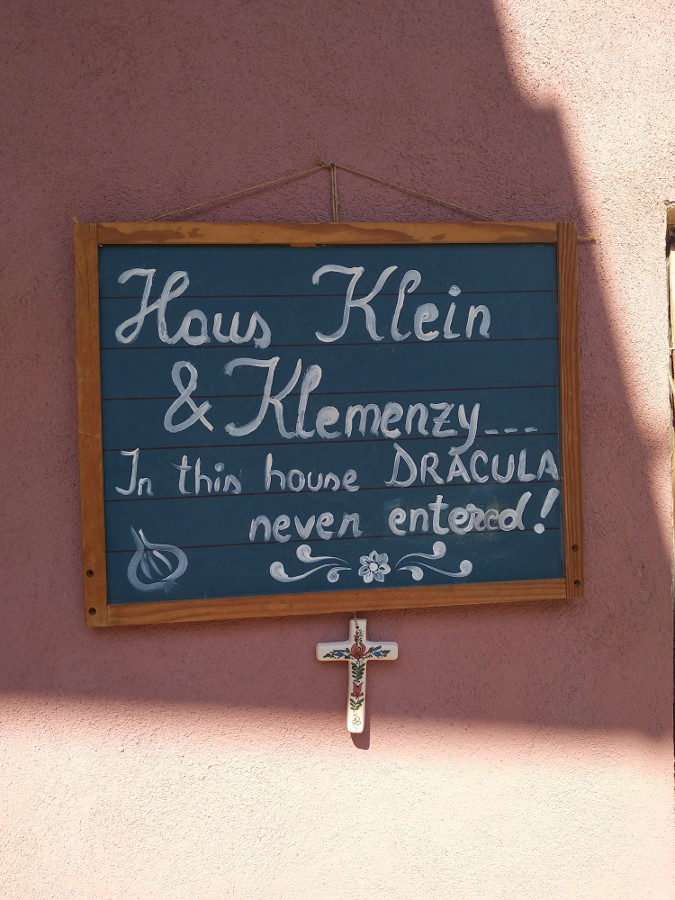 Haus Klein
& Klemenzy...
In this house DRACULA
never entered!